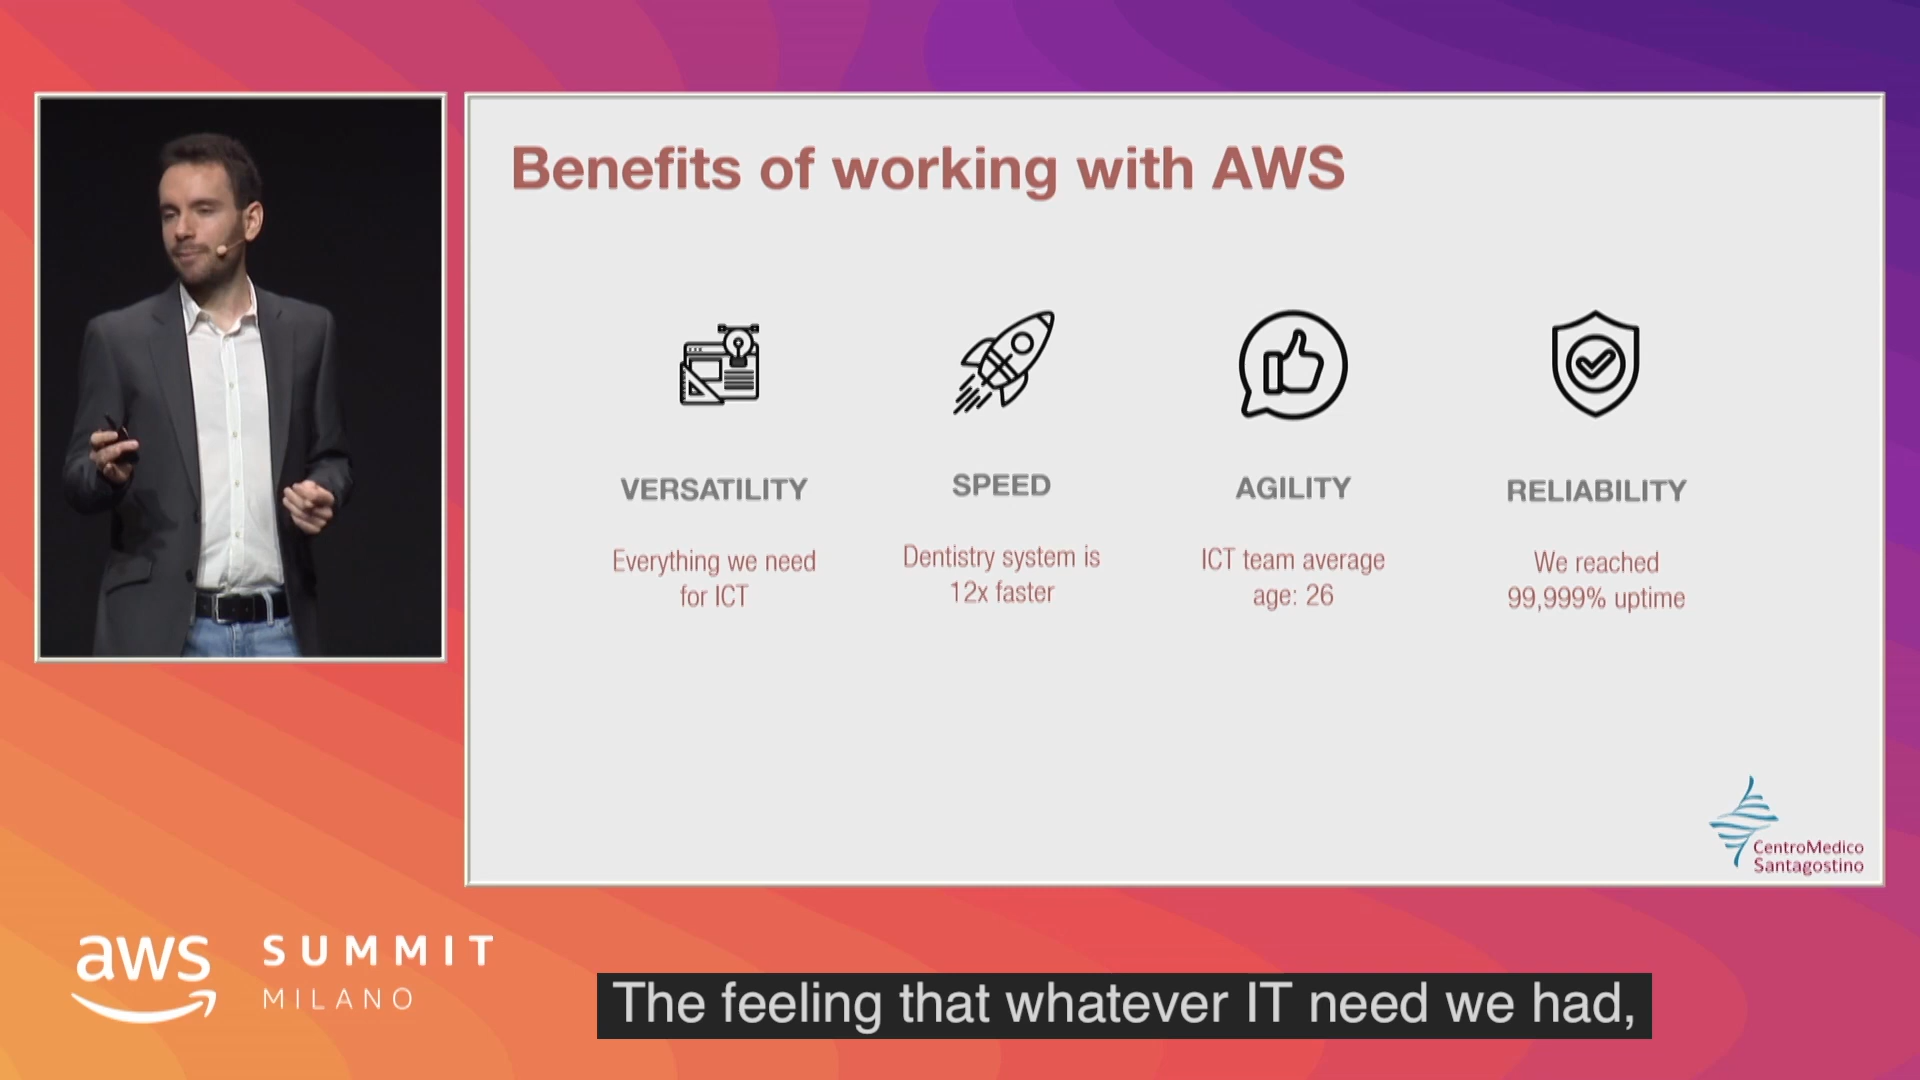 Benefits of working with AWS
VERSATILITY
Everything we need
for ICT
SPEED
Dentistry system is
12x faster
AGILITY
ICT team average
age: 26
RELIABILITY
We reached
99,999% uptime
CentroMedico
Santagostino
aws
SUMMIT
MILANO
The feeling that whatever IT need we had,